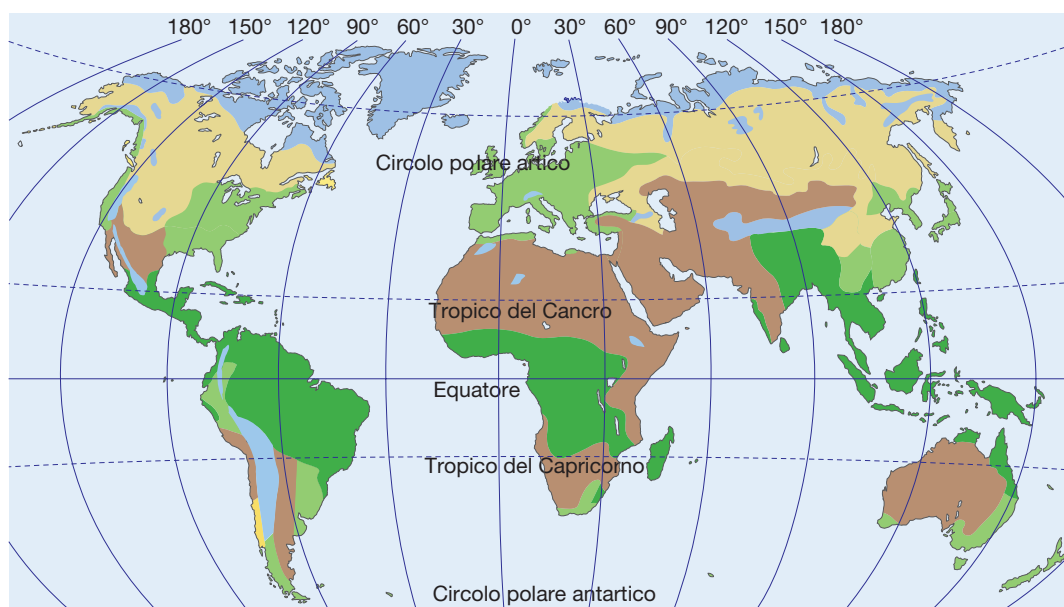 180° 150° 120° 90° 60° 30° 0° 30° 60° 90° 120° 150° 180°
Circolo polare artico
Tropico del Cancro
Equatore
Tropico del Capricorno
Circolo polare antartico